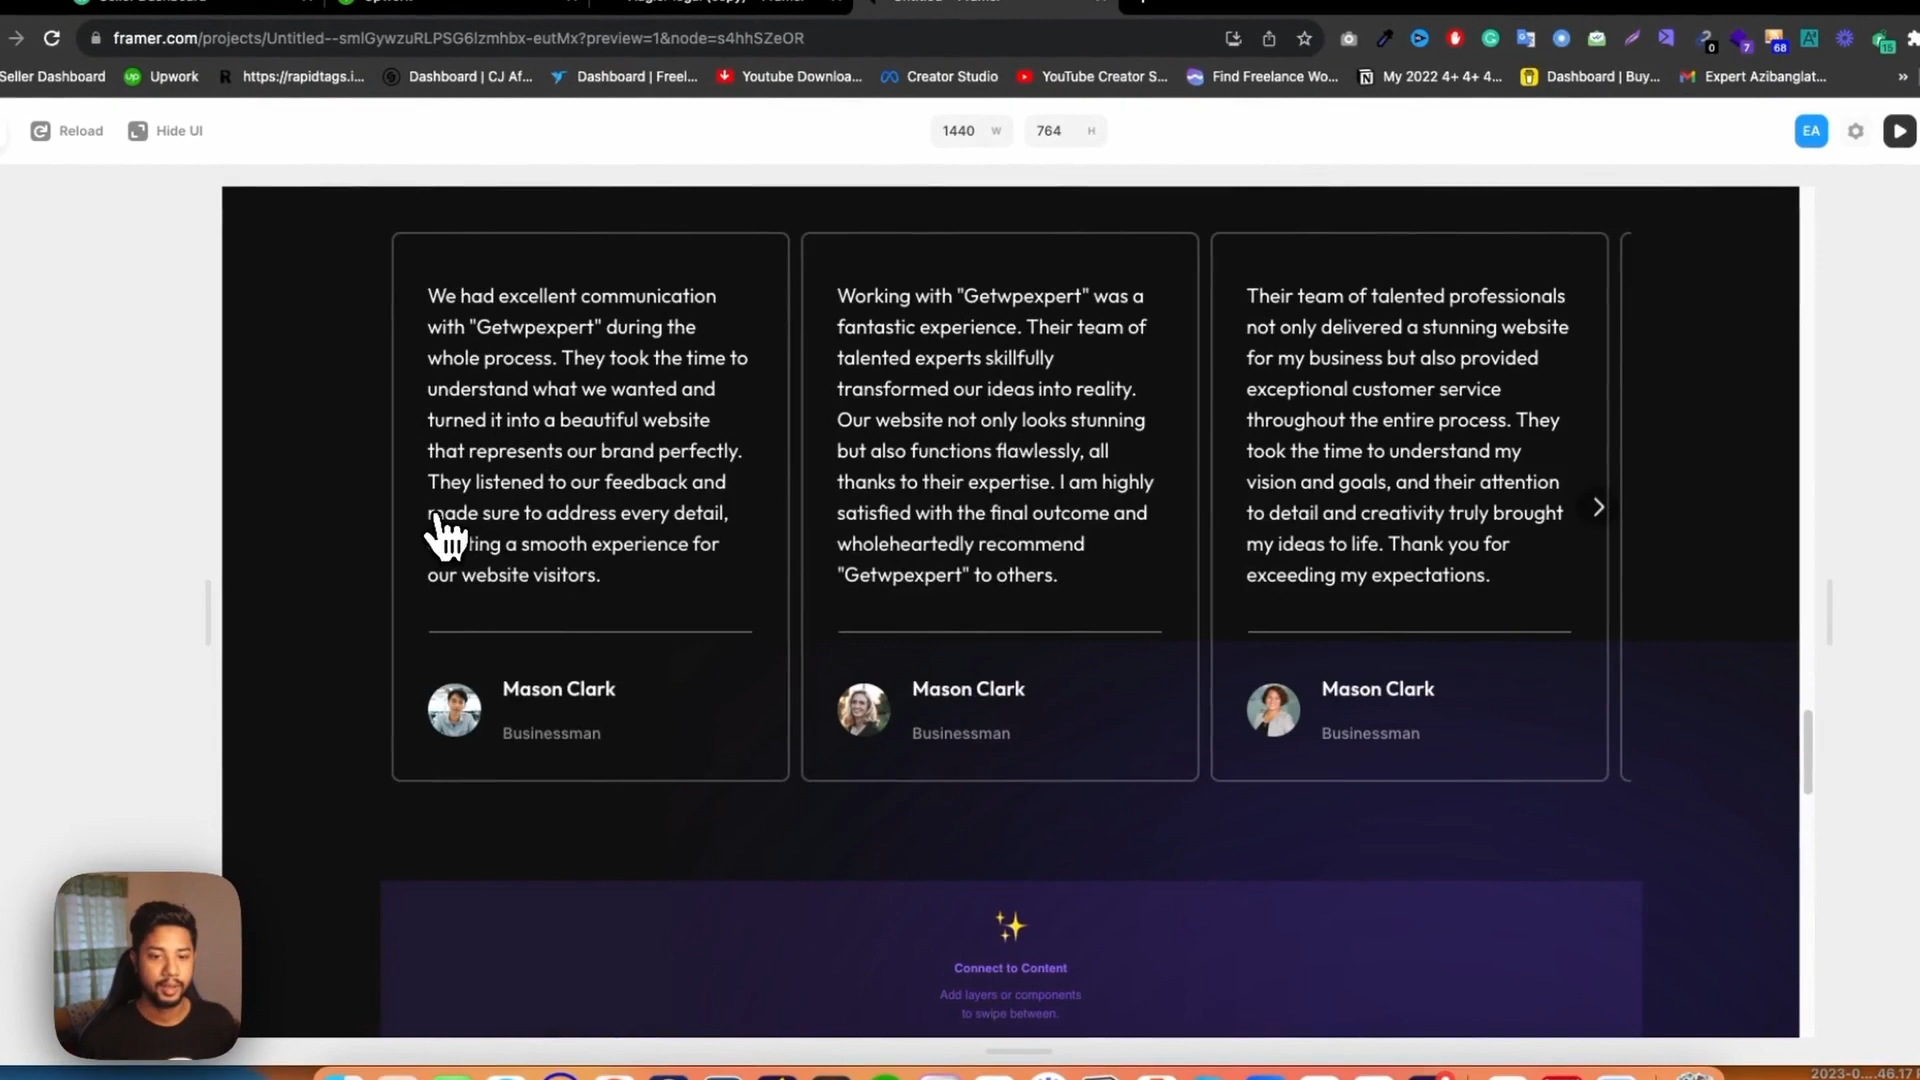 framer.com/projects/Untitled--smlGywzuRLPSG6lzmhbx-eutMx?preview=1&node=s4hhSZeOR
0
7
68
15
Seller Dashboard
Upwork
https://rapidtags.i...
Dashboard | CJ Af...
Dashboard | Freel...
Youtube Downloa...
Creator Studio
YouTube Creator S...
Find Freelance Wo...
My 2022 4+ 4+ 4...
Dashboard | Buy...
Expert Azibanglat...
»
Reload
Hide UI
1440 W
764 H
EA
We had excellent communication
with "Getwpexpert" during the
whole process. They took the time to
understand what we wanted and
turned it into a beautiful website
that represents our brand perfectly.
They listened to our feedback and
made sure to address every detail,
ting a smooth experience for
our website visitors.
Mason Clark
Businessman
Working with "Getwpexpert" was a
fantastic experience. Their team of
talented experts skillfully
transformed our ideas into reality.
Our website not only looks stunning
but also functions flawlessly, all
thanks to their expertise. I am highly
satisfied with the final outcome and
wholeheartedly recommend
"Getwpexpert" to others.
Mason Clark
Businessman
Their team of talented professionals
not only delivered a stunning website
for my business but also provided
exceptional customer service
throughout the entire process. They
took the time to understand my
vision and goals, and their attention
to detail and creativity truly brought
my ideas to life. Thank you for
exceeding my expectations.
Mason Clark
Businessman
Connect to Content
Add layers or components
to swipe between.
2023-0....46.17 P